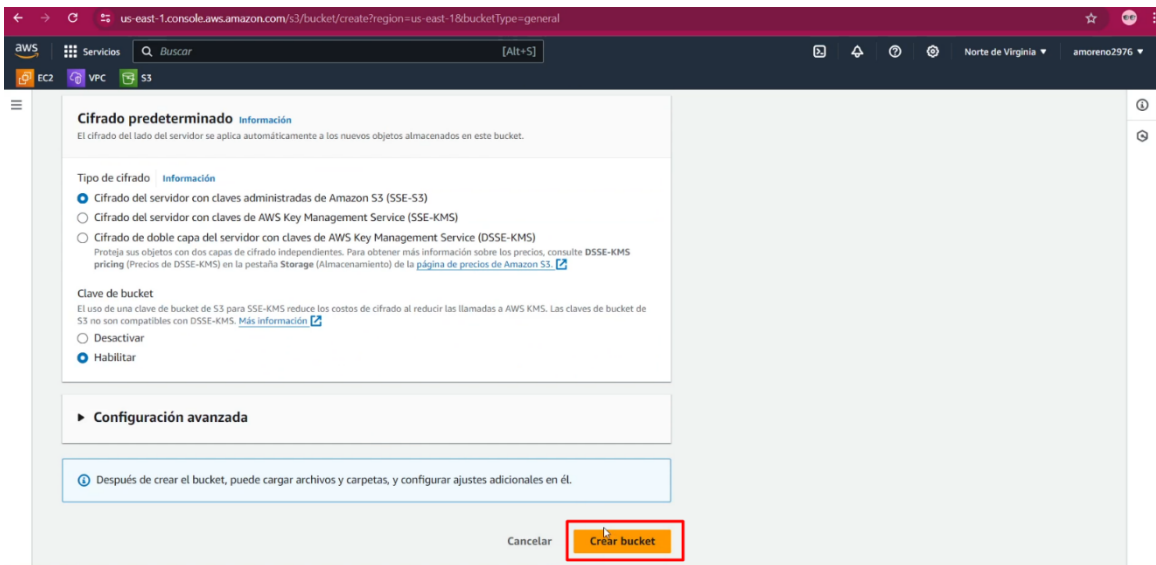 us-east-1.console.aws.amazon.com/s3/bucket/create?region=us-east-1&bucketType=general
aws
Servicios
Buscar
[Alt+S]
Norte de Virginia
amoreno2976
EC2
VPC
S3
Cifrado predeterminado Información
El cifrado del lado del servidor se aplica automáticamente a los nuevos objetos almacenados en este bucket.
Tipo de cifrado Información
Cifrado del servidor con claves administradas de Amazon S3 (SSE-S3)
Cifrado del servidor con claves de AWS Key Management Service (SSE-KMS)
Cifrado de doble capa del servidor con claves de AWS Key Management Service (DSSE-KMS)
Proteja sus objetos con dos capas de cifrado independientes. Para obtener más información sobre los precios, consulte DSSE-KMS
pricing (Precios de DSSE-KMS) en la pestaña Storage (Almacenamiento) de la página de precios de Amazon S3.
Clave de bucket
El uso de una clave de bucket de S3 para SSE-KMS reduce los costos de cifrado al reducir las llamadas a AWS KMS. Las claves de bucket de
S3 no son compatibles con DSSE-KMS. Más información
Desactivar
Habilitar
Configuración avanzada
Después de crear el bucket, puede cargar archivos y carpetas, y configurar ajustes adicionales en él.
Cancelar
Crear bucket